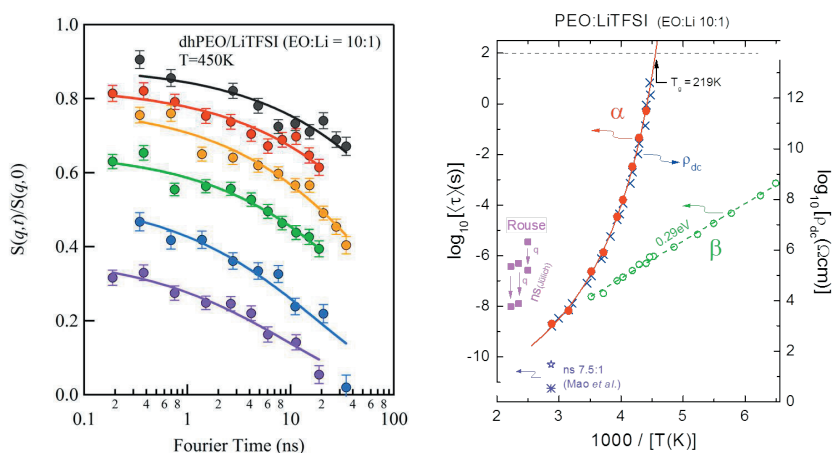 dhPEO/LiTFSI (EO:Li = 10:1)
T=450K
S(q,t)/S(q,0)
1.0
0.8
0.6
0.4
0.2
0.0
0.1
2
4
6
8
1
2
4
6
8
10
2
4
6
8
100
Fourier Time (ns)
PEO:LiTFSI (EO:Li 10:1)
log10 [⟨τ⟩(s)]
2
0
-2
-4
-6
-8
-10
Tg =219K
α
ρdc
0.29eV
β
Rouse
q
q
ns(Jülich)
ns 7.5:1
(Mao et al.)
12
10
8
6
4
2
0
log10 [ρdc(Ωcm)]
2
3
4
5
6
1000 / [T(K)]